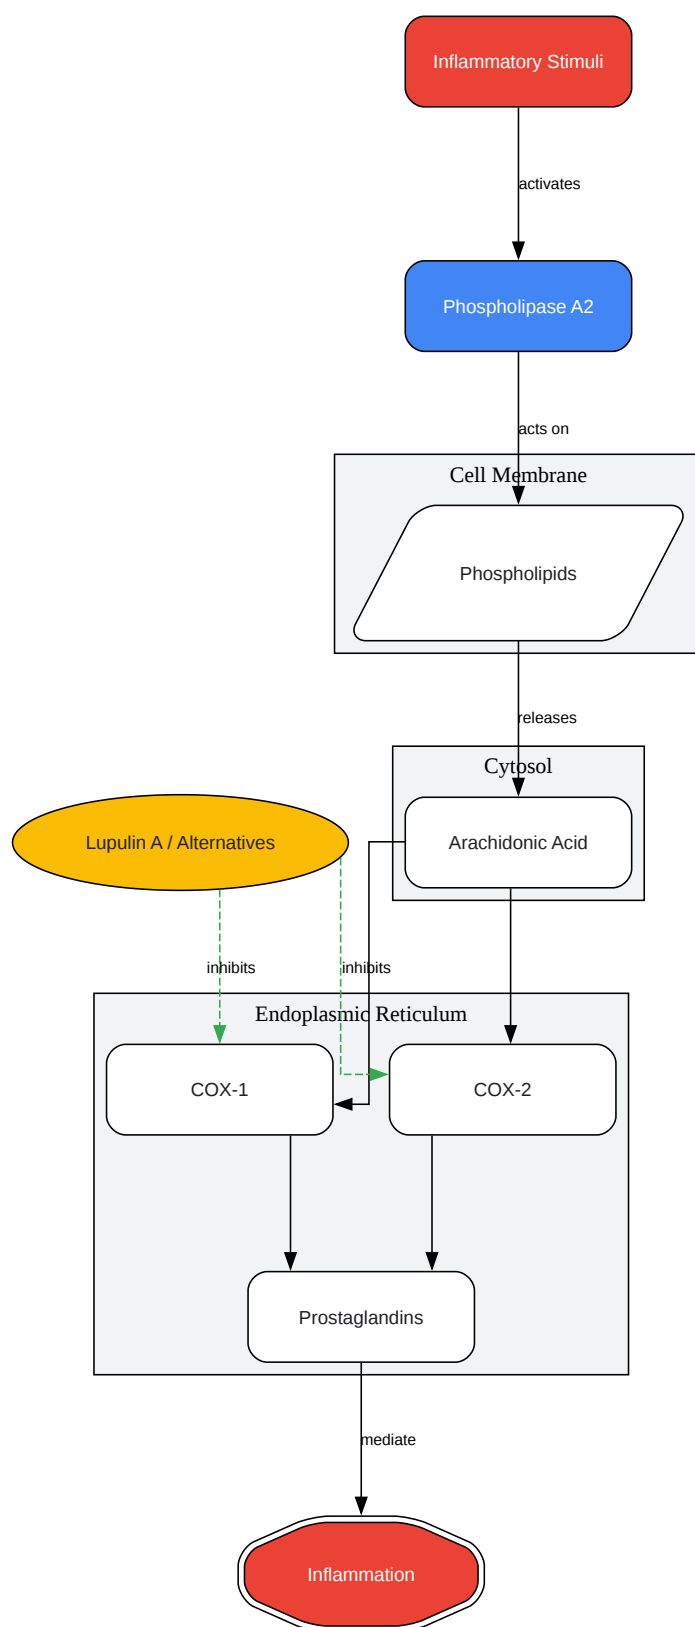 Inflammatory Stimuli
activates
Phospholipase A2
acts on
Cell Membrane
Phospholipids
releases
Cytosol
Lupulin A / Alternatives
Arachidonic Acid
inhibits
inhibits
Endoplasmic Reticulum
COX-1
COX-2
Prostaglandins
mediate
Inflammation